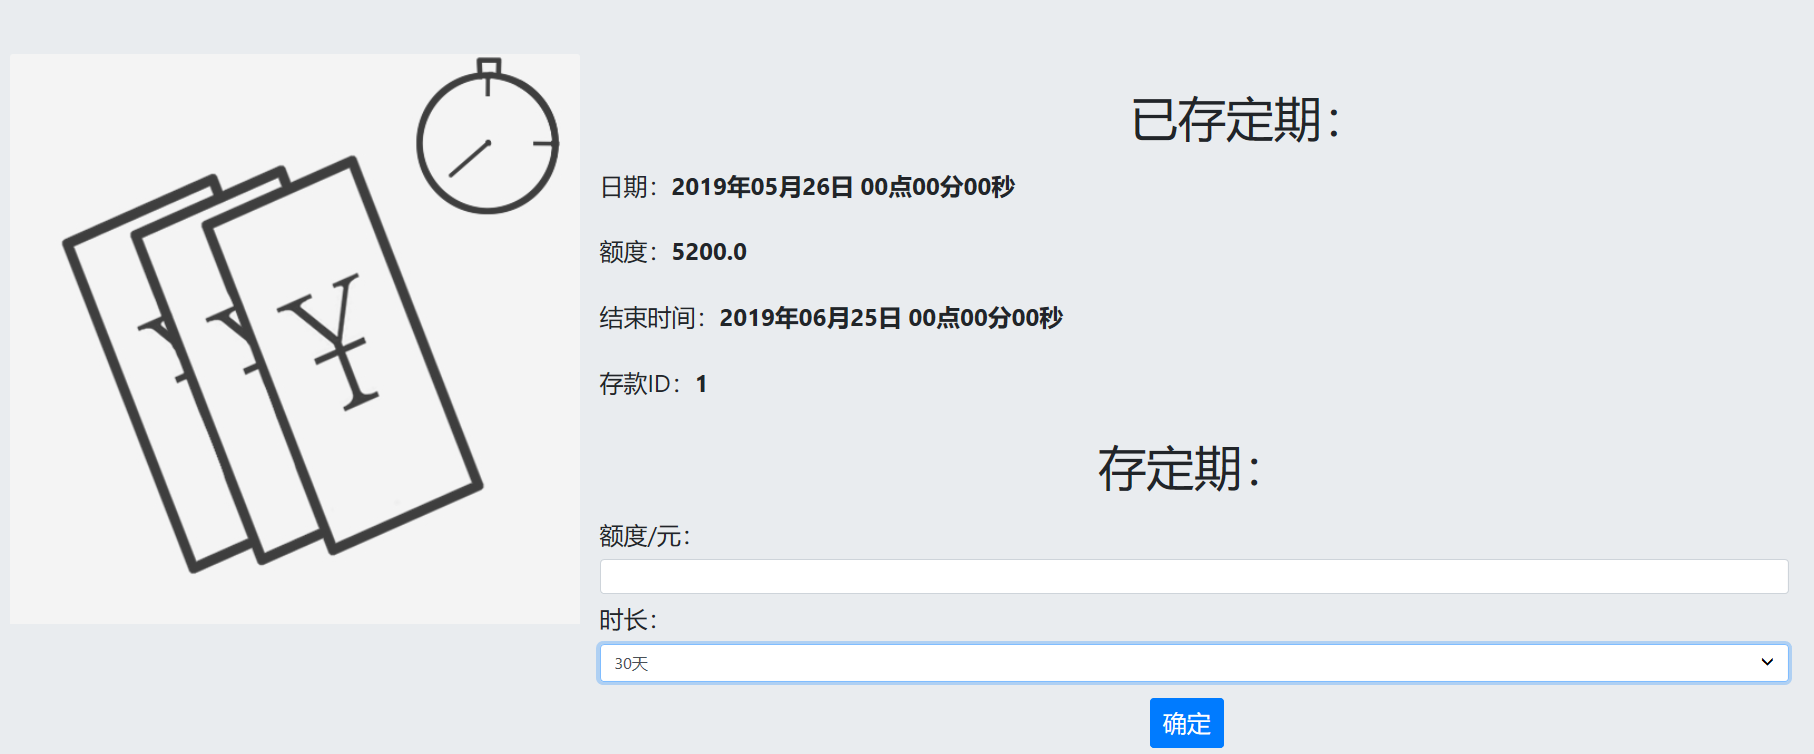 已存定期：
日期：2019年05月26日 00点00分00秒
额度：5200.0
结束时间：2019年06月25日 00点00分00秒
存款ID：1
存定期：
额度/元：
时长：
30天
确定
¥ ¥ ¥